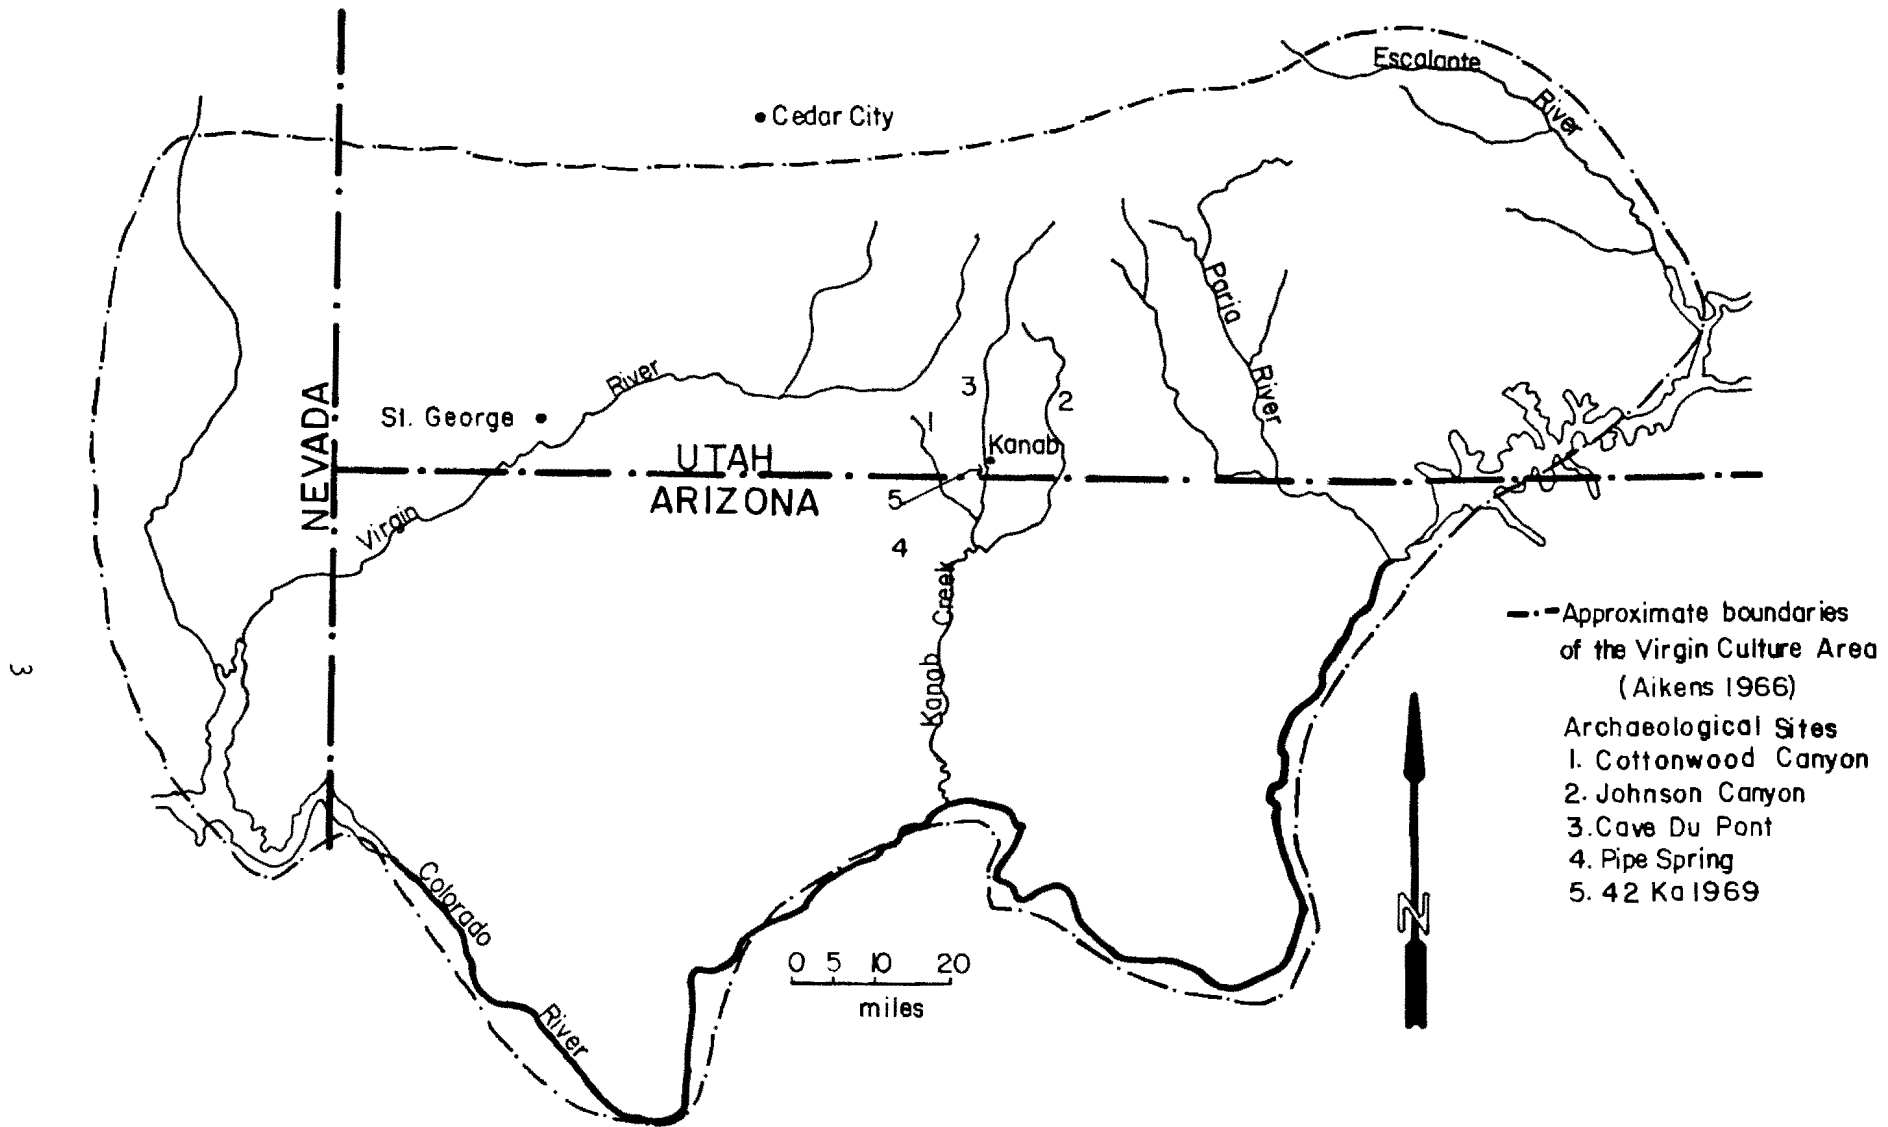 Escalante
River
Cedar City
Paria
River
River
3
2
NEVADA
St. George
1
Kanab
UTAH
ARIZONA
5
Virgin
4
Kanab Creek
3
Approximate boundaries
of the Virgin Culture Area
(Aikens 1966)
Archaeological Sites
1. Cottonwood Canyon
2. Johnson Canyon
3. Cave Du Pont
4. Pipe Spring
5. 42 Ka 1969
N
Colorado
River
0 5 10 20
miles